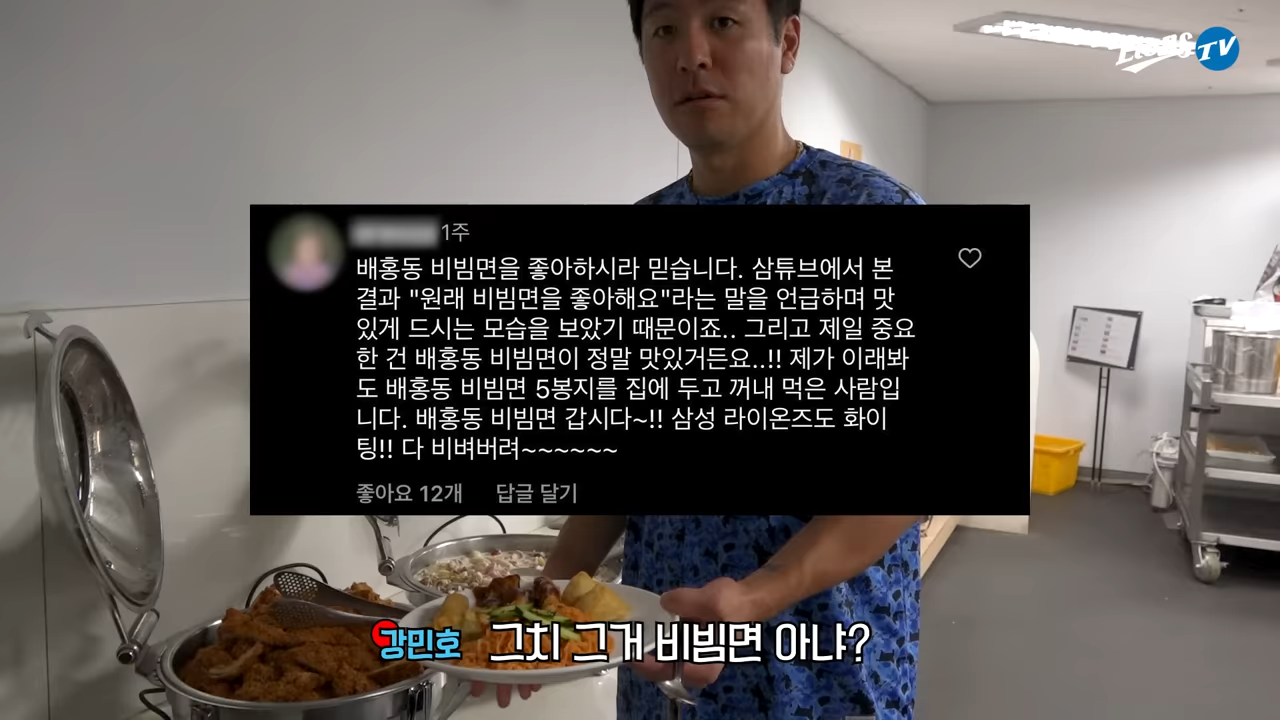 Lions TV
1주
배홍동 비빔면을 좋아하시라 믿습니다. 삼튜브에서 본
결과 "원래 비빔면을 좋아해요"라는 말을 언급하며 맛
있게 드시는 모습을 보았기 때문이죠.. 그리고 제일 중요
한 건 배홍동 비빔면이 정말 맛있거든요..!! 제가 이래봐
도 배홍동 비빔면 5봉지를 집에 두고 꺼내 먹은 사람입
니다. 배홍동 비빔면 갑시다~!! 삼성 라이온즈도 화이
팅!! 다 비벼버려~~~~~~
좋아요 12개 답글 달기
강민호 그치 그거 비빔면 아냐?